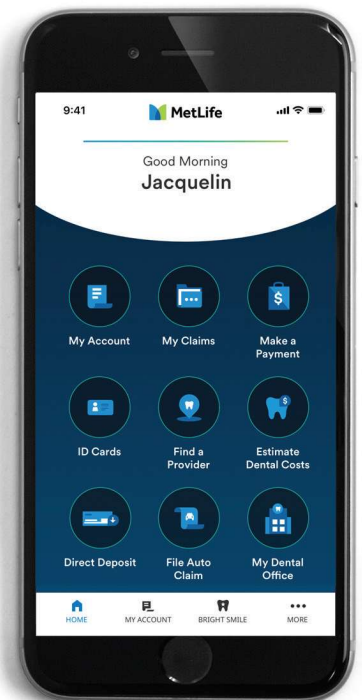 9:41
MetLife
Good Morning
Jacquelin
My Account
My Claims
Make a
Payment
$
ID Cards
Find a
Provider
$
Estimate
Dental Costs
Direct Deposit
File Auto
Claim
My Dental
Office
HOME
MY ACCOUNT
BRIGHT SMILE
MORE